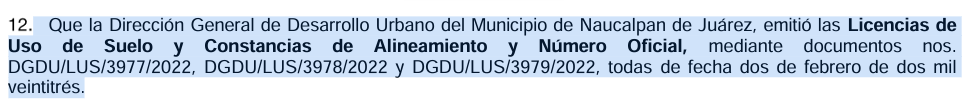 12. Que la Dirección General de Desarrollo Urbano del Municipio de Naucalpan de Juárez, emitió las Licencias de
Uso de Suelo y Constancias de Alineamiento y Número Oficial, mediante documentos nos.
DGDU/LUS/3977/2022, DGDU/LUS/3978/2022 y DGDU/LUS/3979/2022, todas de fecha dos de febrero de dos mil
veintitrés.